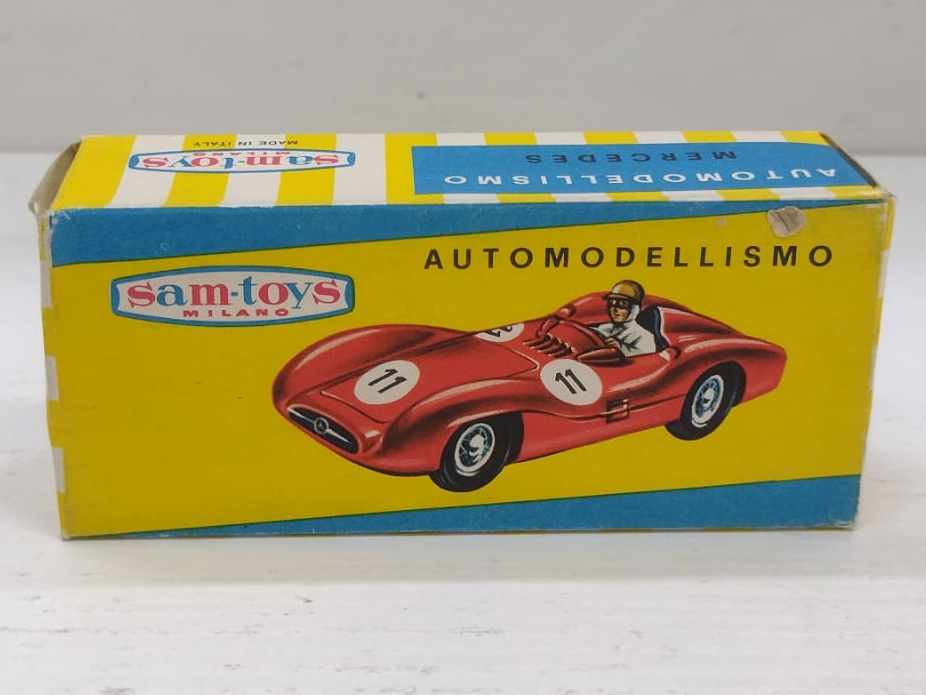 MADE IN ITALY
sam-toys
MILANO
MERCEDES
AUTOMODELLISMO
AUTOMODELLISMO
sam-toys
MILANO
11
11